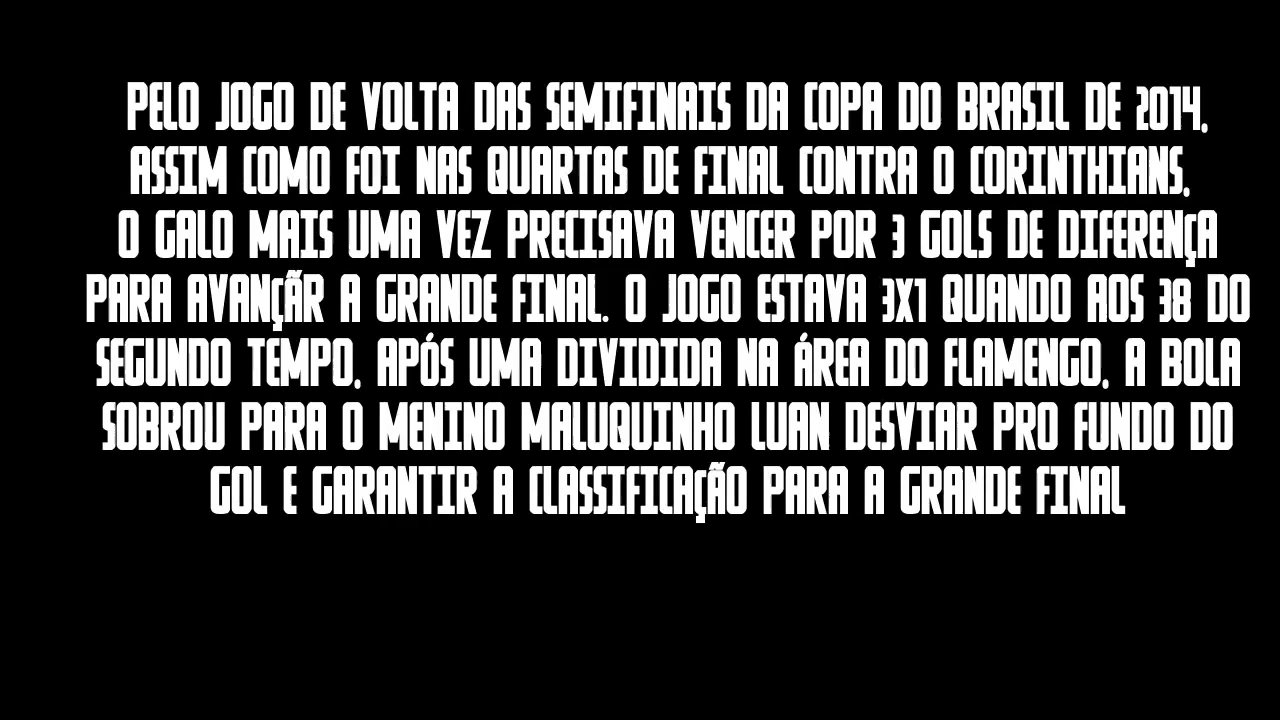 PELO JOGO DE VOLTA DAS SEMIFINAIS DA COPA DO BRASIL DE 2014,
ASSIM COMO FOI NAS QUARTAS DE FINAL CONTRA O CORINTHIANS,
O GALO MAIS UMA VEZ PRECISAVA VENCER POR 3 GOLS DE DIFERENÇA
PARA AVANÇÃR A GRANDE FINAL. O JOGO ESTAVA 3X1 QUANDO AOS 38 DO
SEGUNDO TEMPO, APÓS UMA DIVIDIDA NA ÁREA DO FLAMENGO, A BOLA
SOBROU PARA O MENINO MALUQUINHO LUAN DESVIAR PRO FUNDO DO
GOL E GARANTIR A CLASSIFICAÇÃO PARA A GRANDE FINAL